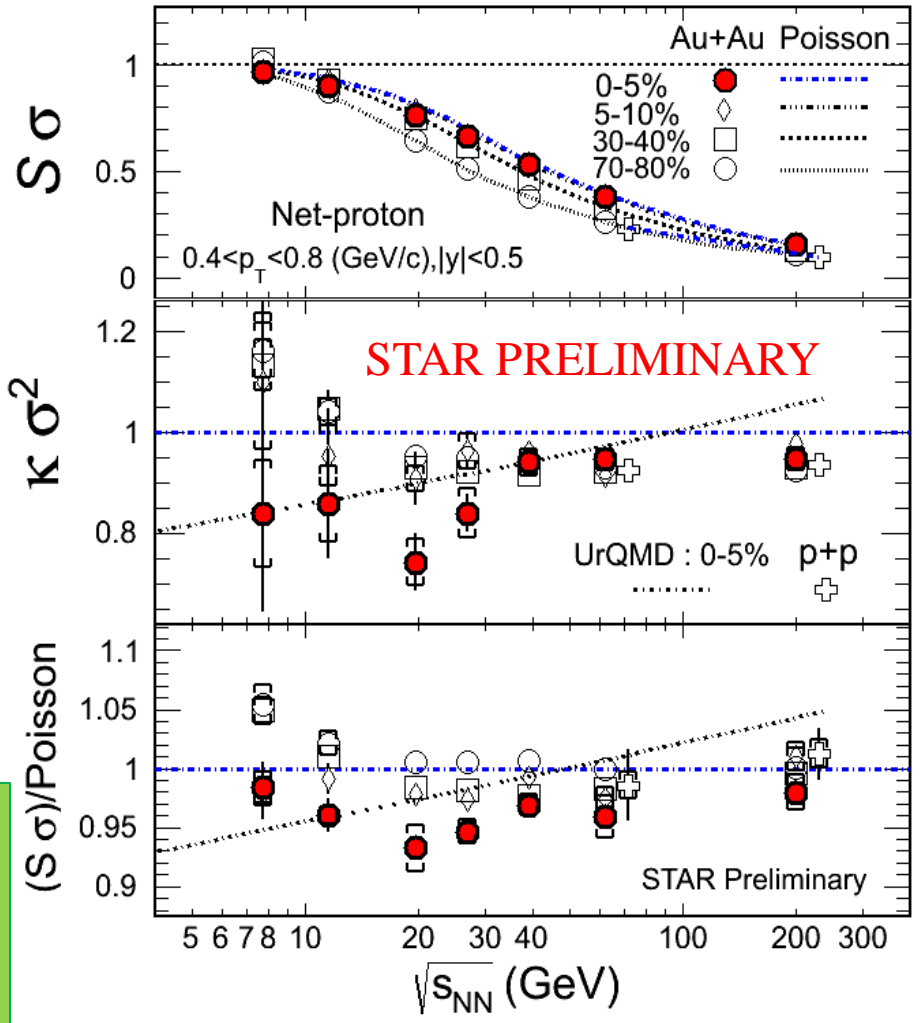 Au+Au Poisson
0-5%
5-10%
30-40%
70-80%
Net-proton
0.4<p_T<0.8 (GeV/c),|y|<0.5
S σ
1
0.5
0
STAR PRELIMINARY
κ σ²
1.2
1
0.8
UrQMD : 0-5% p+p
(S σ)/Poisson
1.1
1.05
1
0.95
0.9
STAR Preliminary
5 6 7 8 10 20 30 40 100 200 300
√s_NN (GeV)